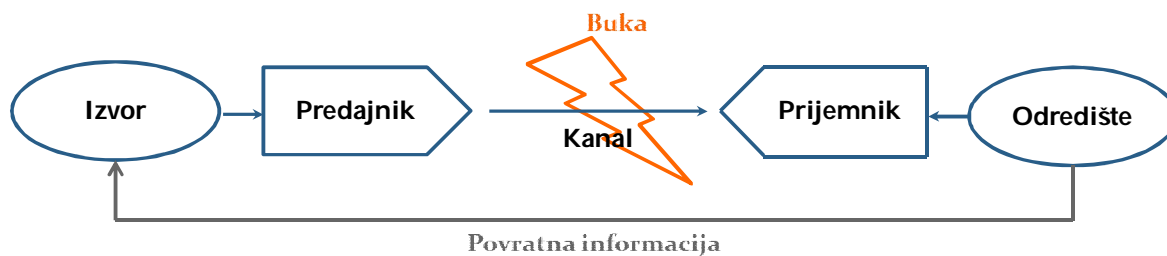 Buka
Izvor
Predajnik
Kanal
Prijemnik
Odredište
Povratna informacija